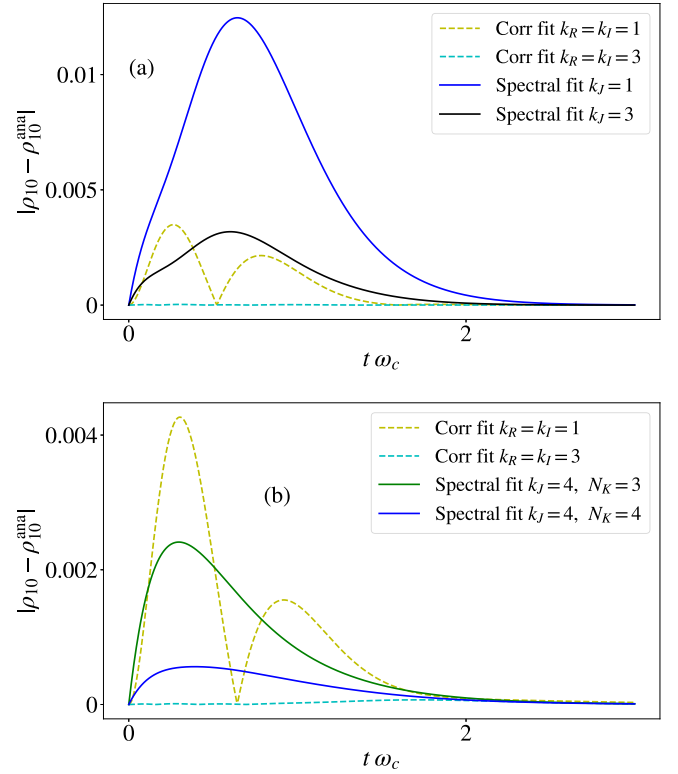 (a)
Corr fit k_R = k_I = 1
Corr fit k_R = k_I = 3
Spectral fit k_J = 1
Spectral fit k_J = 3
|ρ_10 − ρ_10^ana|
0.01
0.005
0
0
2
t ω_c
(b)
Corr fit k_R = k_I = 1
Corr fit k_R = k_I = 3
Spectral fit k_J = 4, N_K = 3
Spectral fit k_J = 4, N_K = 4
|ρ_10 − ρ_10^ana|
0.004
0.002
0
0
2
t ω_c